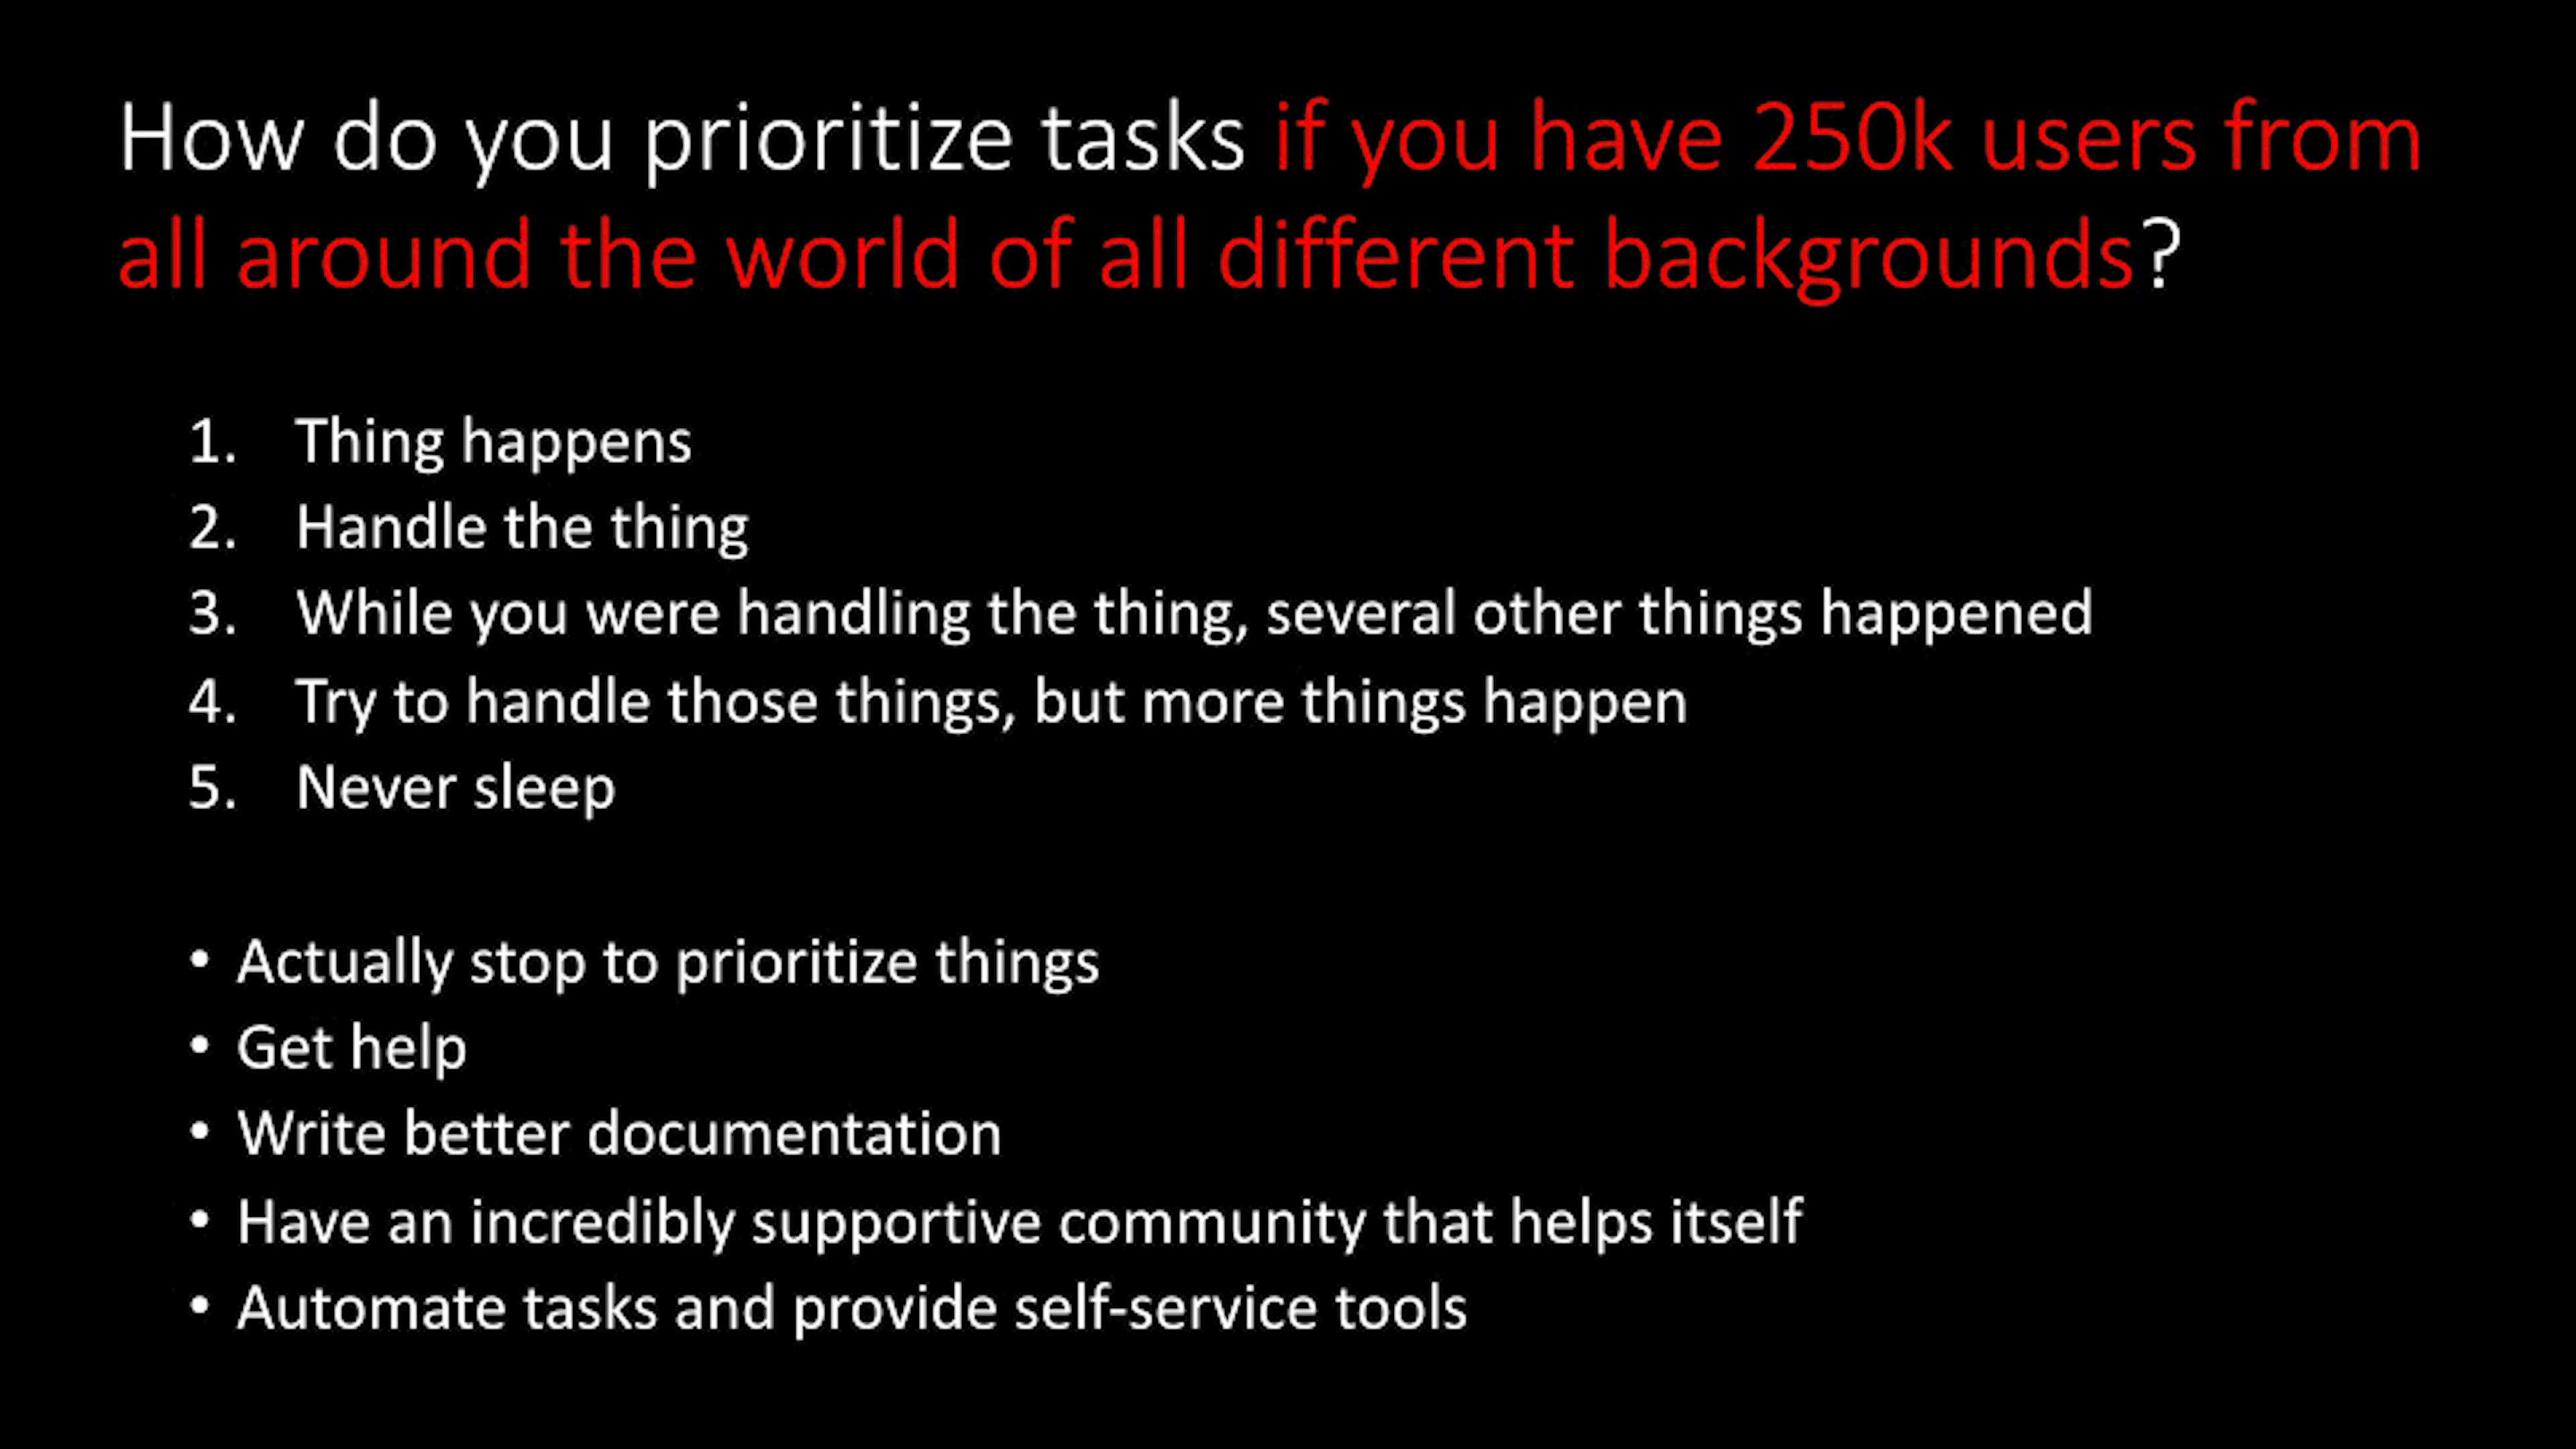 How do you prioritize tasks if you have 250k users from
all around the world of all different backgrounds?
1. Thing happens
2. Handle the thing
3. While you were handling the thing, several other things happened
4. Try to handle those things, but more things happen
5. Never sleep
• Actually stop to prioritize things
• Get help
• Write better documentation
• Have an incredibly supportive community that helps itself
• Automate tasks and provide self-service tools